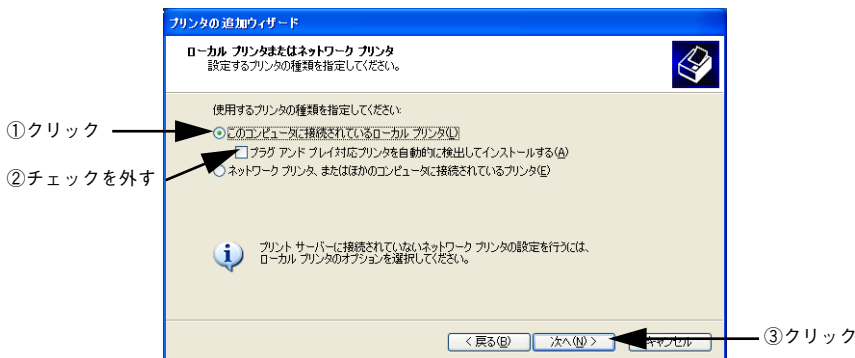 プリンタの追加ウィザード
ローカル プリンタまたはネットワーク プリンタ
設定するプリンタの種類を指定してください。
使用するプリンタの種類を指定してください:
①クリック
このコンピュータに接続されているローカル プリンタ(L)
プラグ アンド プレイ対応プリンタを自動的に検出してインストールする(A)
②チェックを外す
ネットワーク プリンタ、またはほかのコンピュータに接続されているプリンタ(E)
プリント サーバーに接続されていないネットワーク プリンタの設定を行うには、
ローカル プリンタのオプションを選択してください。
< 戻る(B) 次へ(N) > キャンセル
③クリック